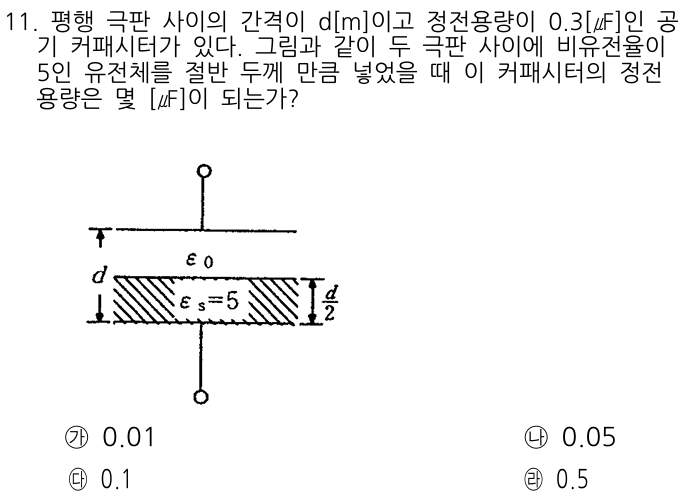 11. 평행 극판 사이의 간격이 d[m]이고 정전용량이 0.3[㎌]인 공
기 커패시터가 있다. 그림과 같이 두 극판 사이에 비유전율이
5인 유전체를 절반 두께 만큼 넣었을 때 이 커패시터의 정전
용량은 몇 [㎌]이 되는가?
ε₀
d
εₛ=5
d/2
㉮ 0.01
㉯ 0.05
㉰ 0.1
㉱ 0.5